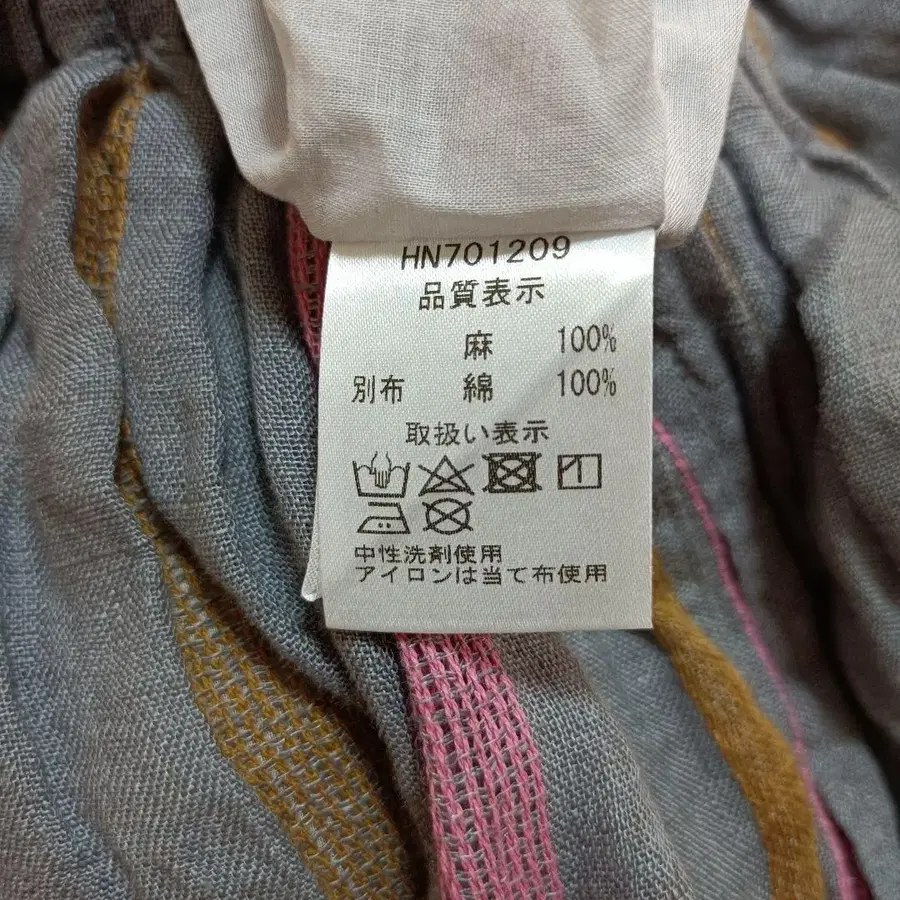 HN701209
品質表示
麻 100%
別布 綿 100%
取扱い表示
中性洗剤使用
アイロンは当て布使用